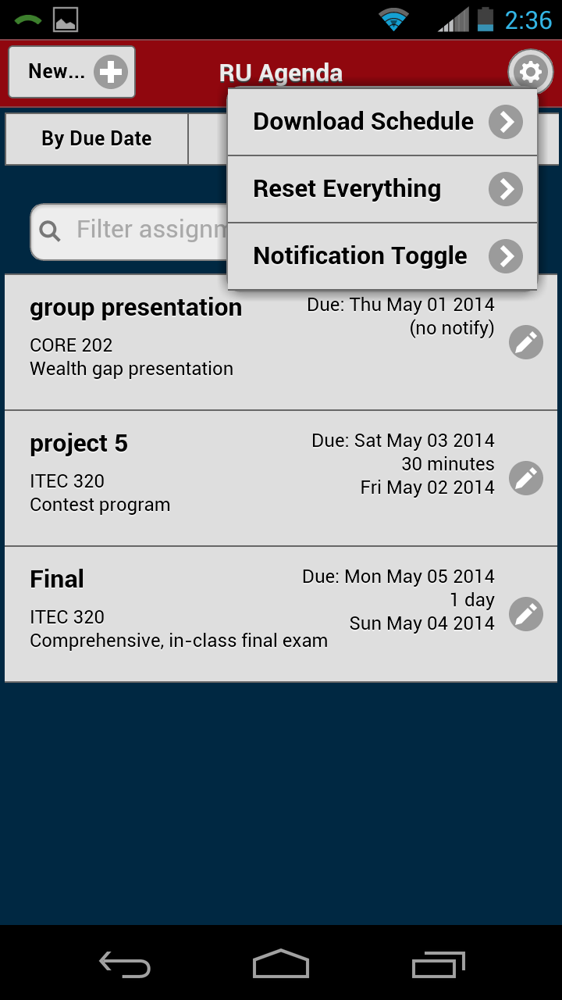 2:36
New...
RU Agenda
Download Schedule
Reset Everything
Notification Toggle
By Due Date
Filter
group presentation
Due: Thu May 01 2014
(no notify)
CORE 202
Wealth gap presentation
project 5
Due: Sat May 03 2014
30 minutes
Fri May 02 2014
ITEC 320
Contest program
Final
Due: Mon May 05 2014
1 day
Sun May 04 2014
ITEC 320
Comprehensive, in-class final exam